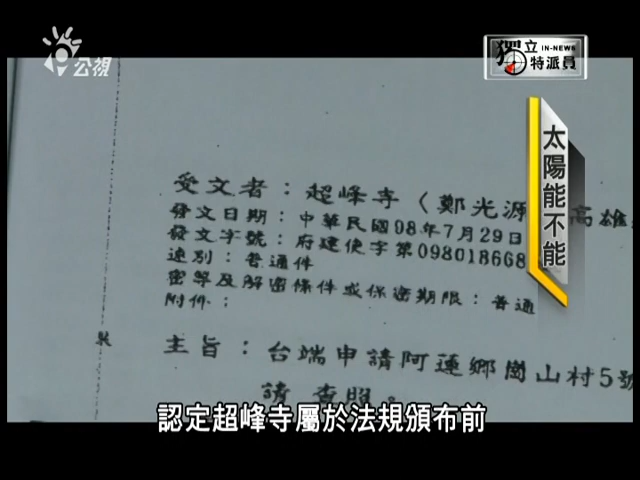 公視
獨立特派員
IN-NEWS
太陽能不能
受文者：超峰寺（鄭光源 高雄
發文日期：中華民國98年7月29日
發文字號：府建使字第098018668
速別：普通件
密等及解密條件或保密期限：普通
附件：
主旨：台端申請阿蓮鄉崗山村5號
請 查照。
認定超峰寺屬於法規頒布前